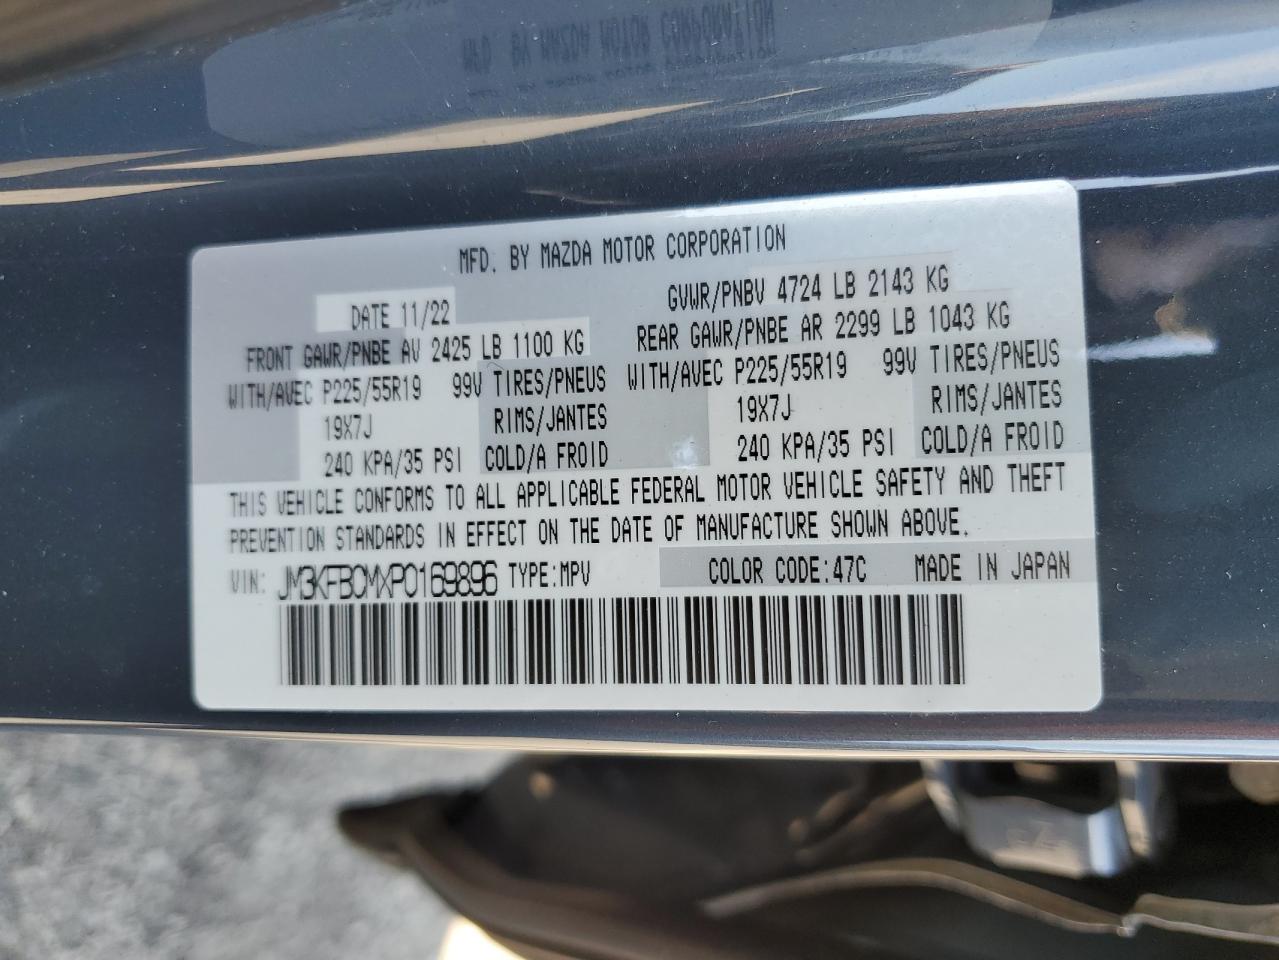 MFD. BY MAZDA MOTOR CORPORATION
DATE 11/22 GVWR/PNBV 4724 LB 2143 KG
FRONT GAWR/PNBE AV 2425 LB 1100 KG REAR GAWR/PNBE AR 2299 LB 1043 KG
WITH/AVEC P225/55R19 99V TIRES/PNEUS WITH/AVEC P225/55R19 99V TIRES/PNEUS
19X7J RIMS/JANTES 19X7J RIMS/JANTES
240 KPA/35 PSI COLD/A FROID 240 KPA/35 PSI COLD/A FROID
THIS VEHICLE CONFORMS TO ALL APPLICABLE FEDERAL MOTOR VEHICLE SAFETY AND THEFT
PREVENTION STANDARDS IN EFFECT ON THE DATE OF MANUFACTURE SHOWN ABOVE.
VIN: JM3KFBCMXP0169896 TYPE:MPV COLOR CODE:47C MADE IN JAPAN